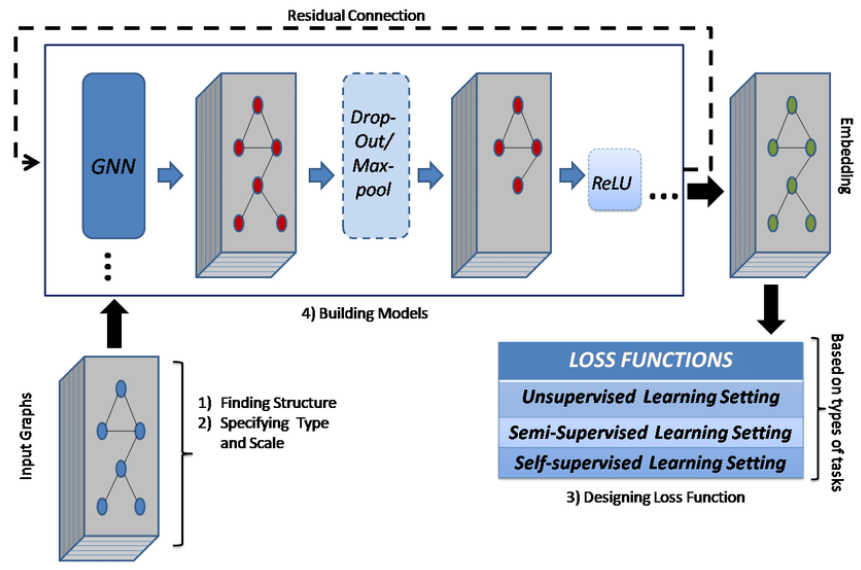 Residual Connection
GNN
Drop-
Out/
Max-
pool
ReLU
Embedding
4) Building Models
Input Graphs
1) Finding Structure
2) Specifying Type
and Scale
LOSS FUNCTIONS
Unsupervised Learning Setting
Semi-Supervised Learning Setting
Self-supervised Learning Setting
Based on types
of tasks
3) Designing Loss Function